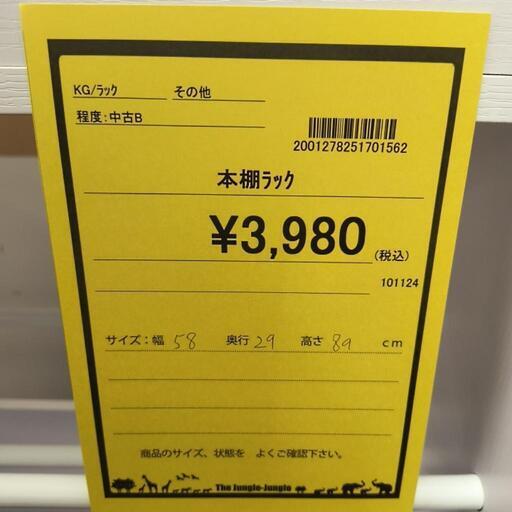 KG/ラック その他
程度:中古B
2001278251701562
本棚ラック
¥3,980 (税込)
101124
サイズ:幅 58 奥行 29 高さ 89 cm
商品のサイズ、状態を よくご確認下さい。
The Jungle-Jungle